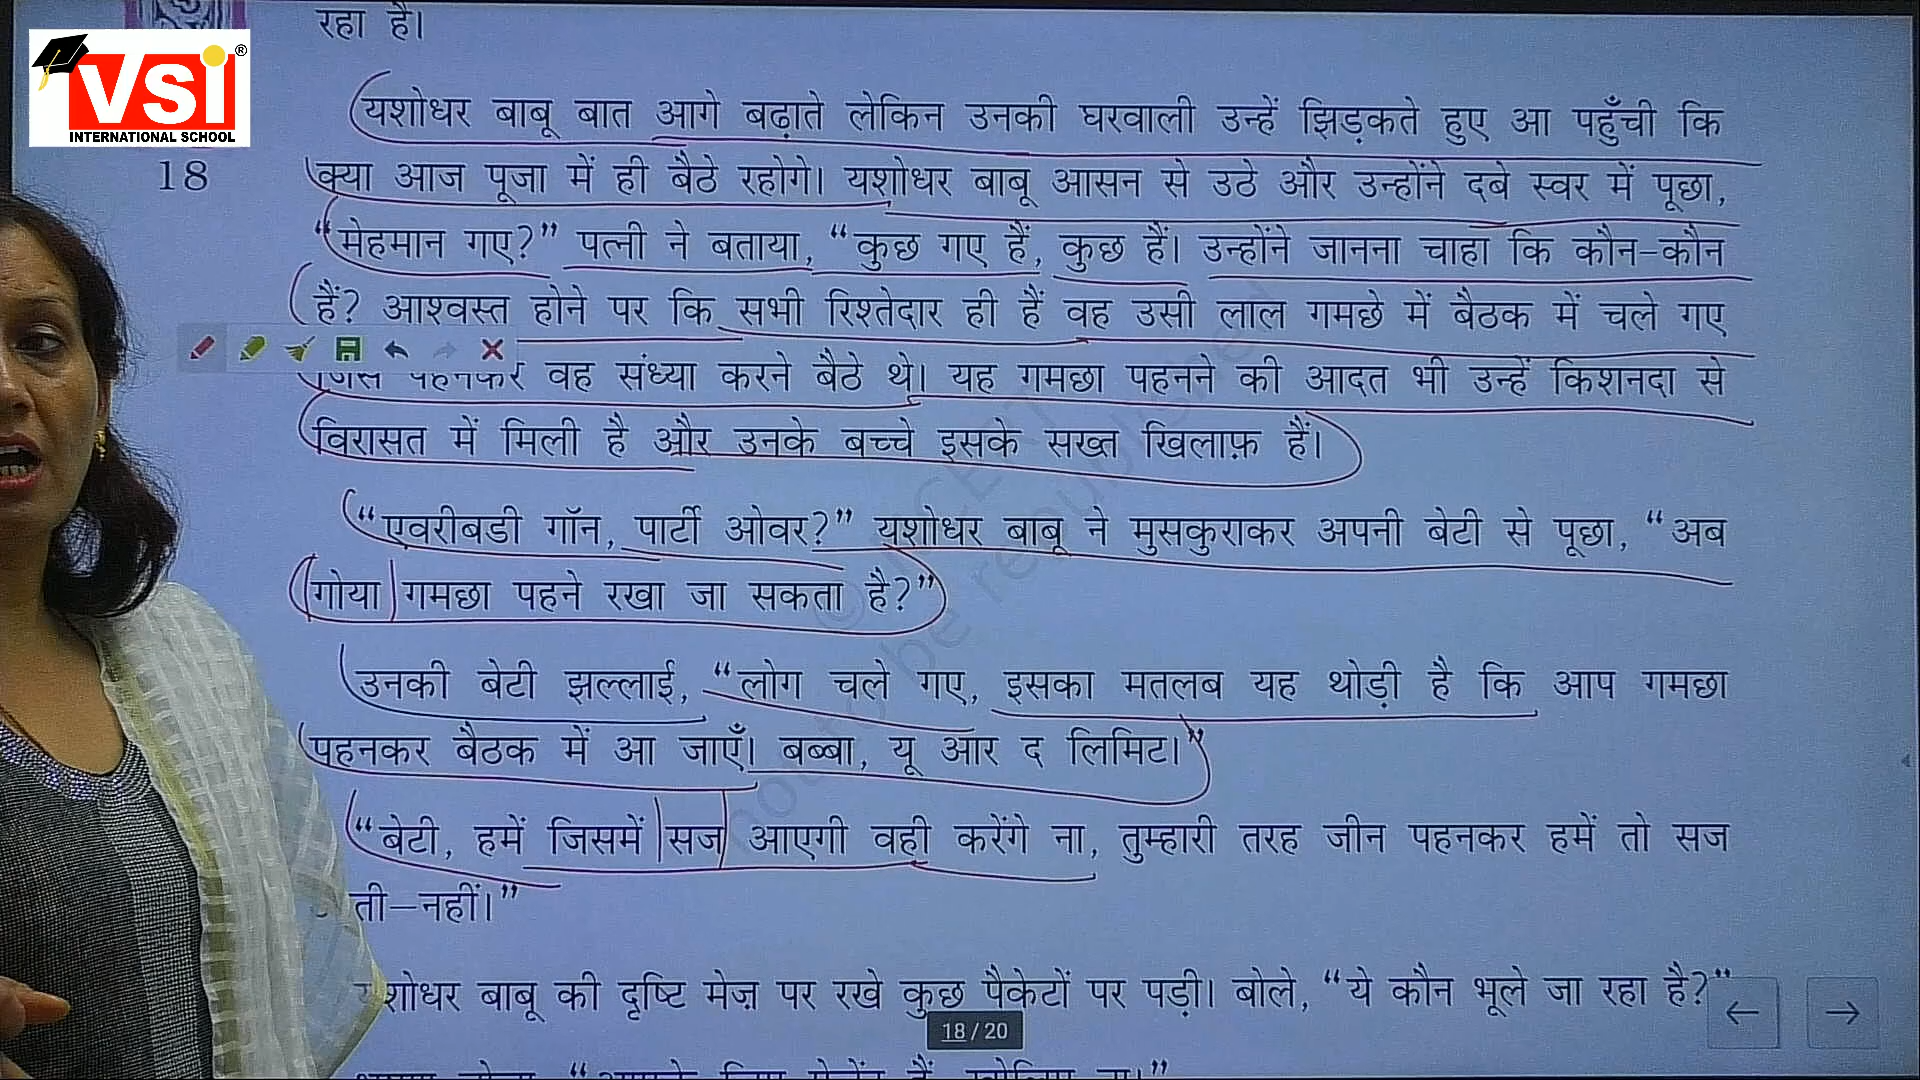 रहा है।
VSI®
INTERNATIONAL SCHOOL
18
यशोधर बाबू बात आगे बढ़ाते लेकिन उनकी घरवाली उन्हें झिड़कते हुए आ पहुँची कि
क्या आज पूजा में ही बैठे रहोगे। यशोधर बाबू आसन से उठे और उन्होंने दबे स्वर में पूछा,
“मेहमान गए?” पत्नी ने बताया, “कुछ गए हैं, कुछ हैं। उन्होंने जानना चाहा कि कौन-कौन
हैं? आश्वस्त होने पर कि सभी रिश्तेदार ही हैं वह उसी लाल गमछे में बैठक में चले गए
जिसे पहनकर वह संध्या करने बैठे थे। यह गमछा पहनने की आदत भी उन्हें किशनदा से
विरासत में मिली है और उनके बच्चे इसके सख्त खिलाफ़ हैं।
“एवरीबडी गॉन, पार्टी ओवर?” यशोधर बाबू ने मुसकुराकर अपनी बेटी से पूछा, “अब
गोया गमछा पहने रखा जा सकता है?”
उनकी बेटी झल्लाई, “लोग चले गए, इसका मतलब यह थोड़ी है कि आप गमछा
पहनकर बैठक में आ जाएँ। बब्बा, यू आर द लिमिट।”
“बेटी, हमें जिसमें सज आएगी वही करेंगे ना, तुम्हारी तरह जीन पहनकर हमें तो सज
ती-नहीं।”
शोधर बाबू की दृष्टि मेज़ पर रखे कुछ पैकेटों पर पड़ी। बोले, “ये कौन भूले जा रहा है?”
18 / 20